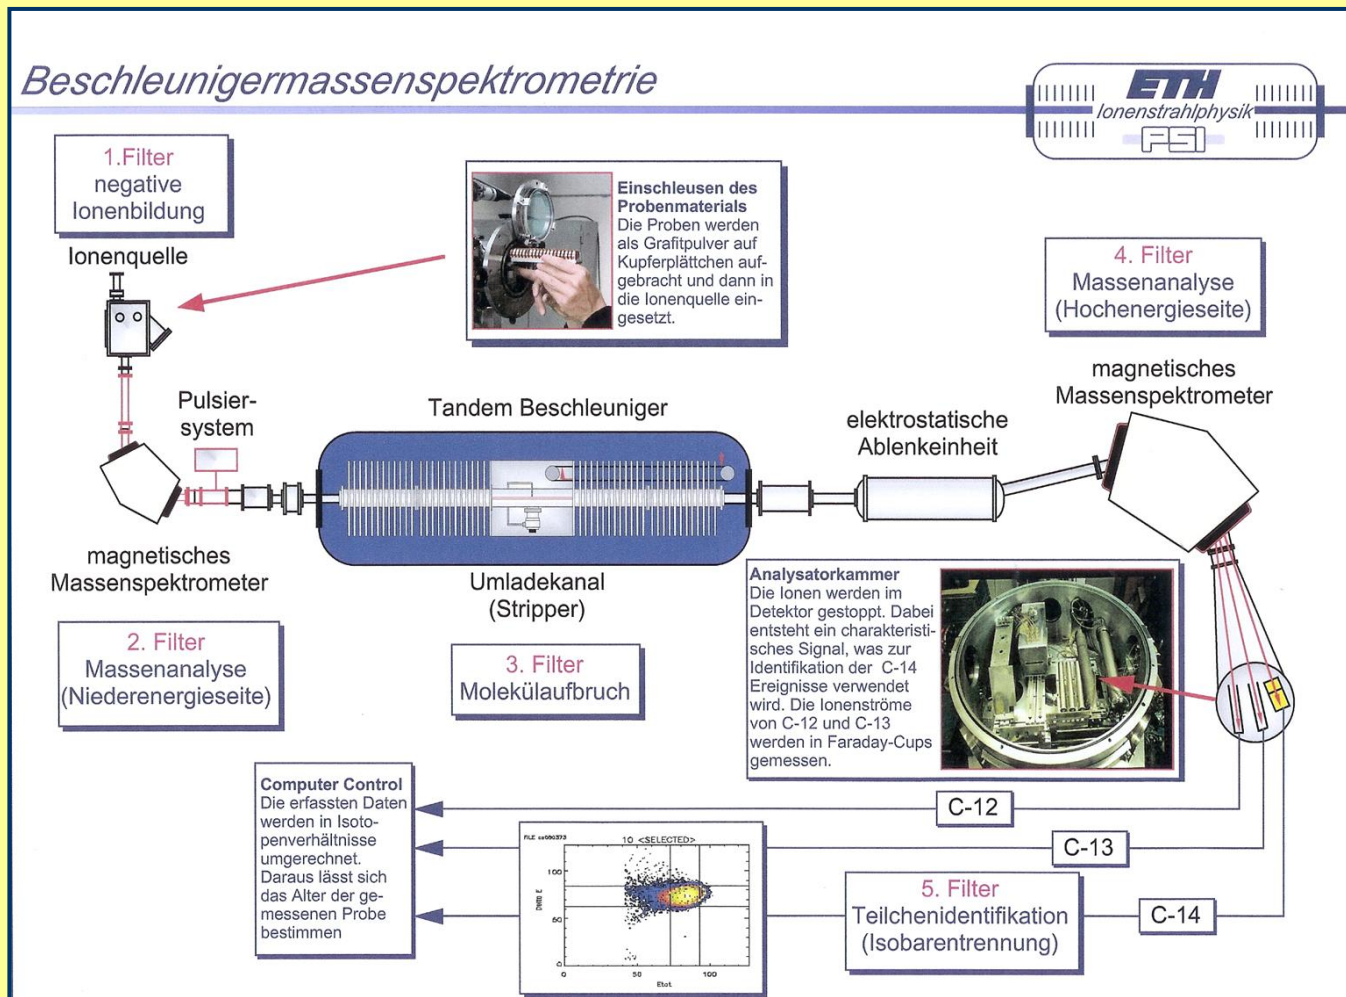 Beschleunigermassenspektrometrie
ETH
Ionenstrahlphysik
PSI
1.Filter
negative
Ionenbildung
Ionenquelle
Einschleusen des
Probenmaterials
Die Proben werden
als Grafitpulver auf
Kupferplättchen auf-
gebracht und dann in
die Ionenquelle ein-
gesetzt.
4. Filter
Massenanalyse
(Hochenergieseite)
magnetisches
Massenspektrometer
Pulsier-
system
Tandem Beschleuniger
elektrostatische
Ablenkeinheit
magnetisches
Massenspektrometer
Umladekanal
(Stripper)
2. Filter
Massenanalyse
(Niederenergieseite)
3. Filter
Molekülaufbruch
Analysatorkammer
Die Ionen werden im
Detektor gestoppt. Dabei
entsteht ein charakteristi-
sches Signal, was zur
Identifikation der C-14
Ereignisse verwendet
wird. Die Ionenströme
von C-12 und C-13
werden in Faraday-Cups
gemessen.
Computer Control
Die erfassten Daten
werden in Isoto-
penverhältnisse
umgerechnet.
Daraus lässt sich
das Alter der ge-
messenen Probe
bestimmen
C-12
C-13
C-14
FILE
10 <SELECTED>
100
50
0
0
50
100
Etot
5. Filter
Teilchenidentifikation
(Isobarentrennung)